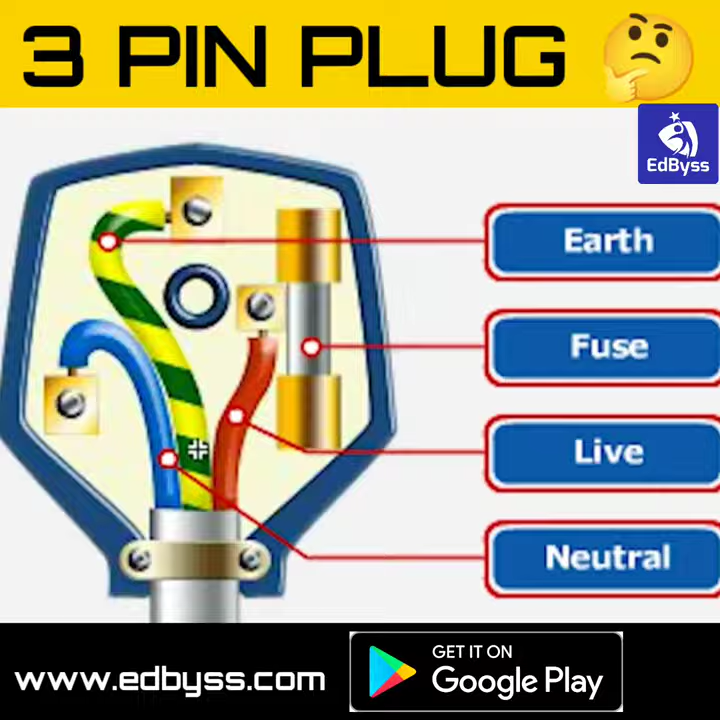 3 PIN PLUG
EdByss
Earth
Fuse
Live
Neutral
www.edbyss.com
GET IT ON
Google Play